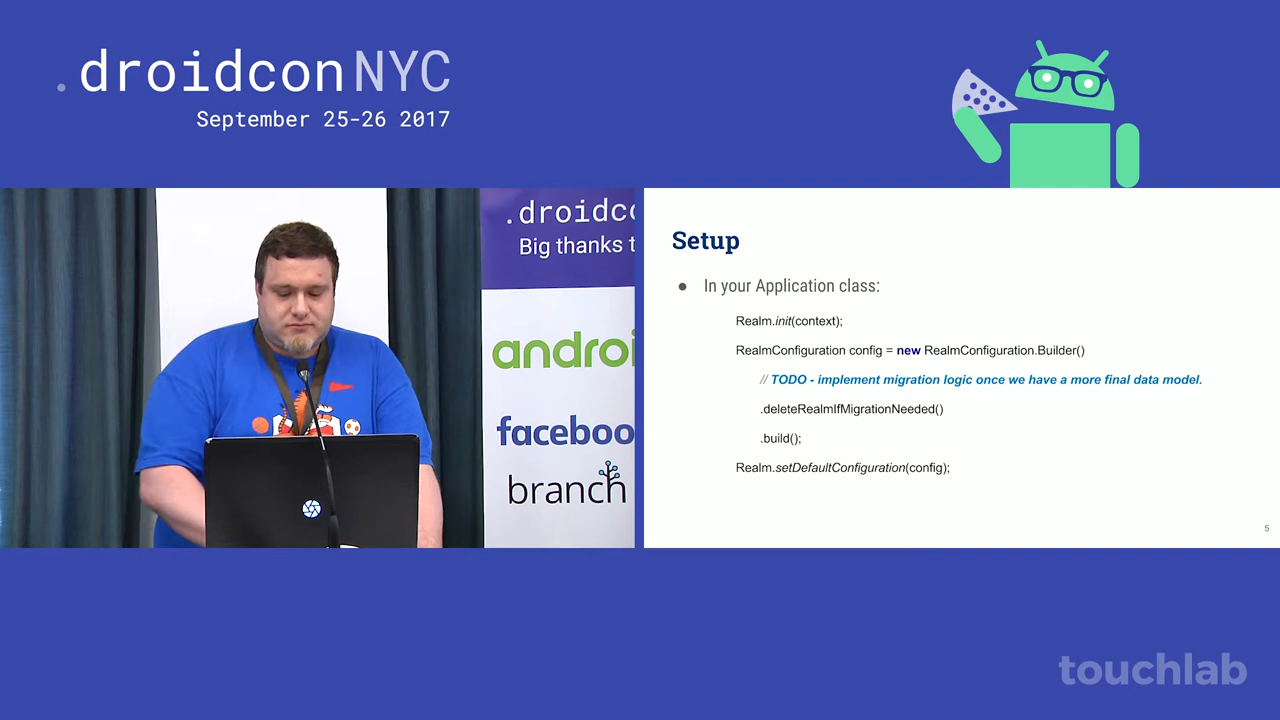 .droidcon NYC
September 25-26 2017
.droidco
Big thanks t
androi
faceboo
branch
Setup
● In your Application class:
Realm.init(context);
RealmConfiguration config = new RealmConfiguration.Builder()
// TODO - implement migration logic once we have a more final data model.
.deleteRealmIfMigrationNeeded()
.build();
Realm.setDefaultConfiguration(config);
5
touchlab